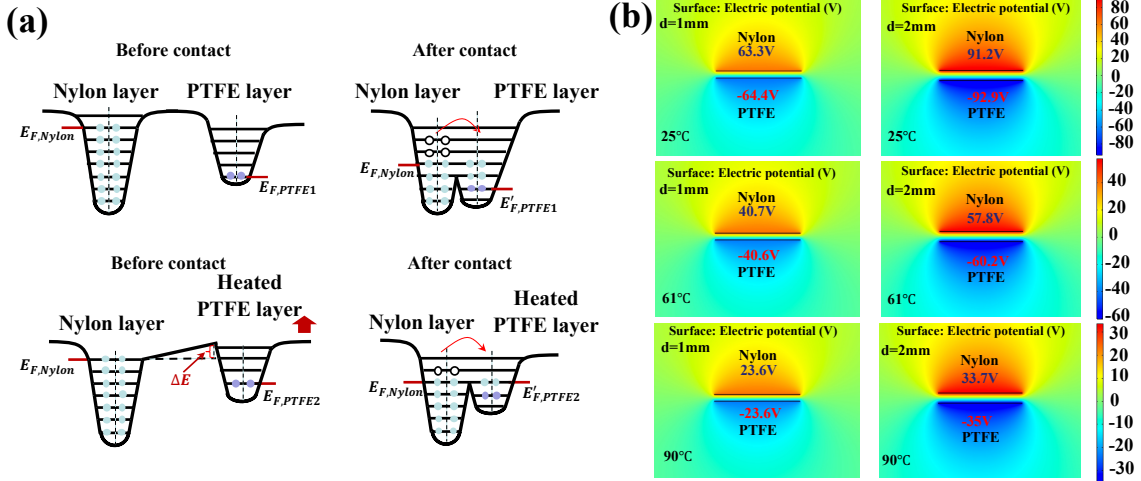 (a)
Before contact
Nylon layer
PTFE layer
E_F,Nylon
E_F,PTFE1
After contact
Nylon layer
PTFE layer
E_F,Nylon
E'_F,PTFE1
Before contact
Heated
PTFE layer
Nylon layer
E_F,Nylon
ΔE
E_F,PTFE2
After contact
Heated
PTFE layer
Nylon layer
E_F,Nylon
E'_F,PTFE2
(b)
Surface: Electric potential (V)
d=1mm
Nylon
63.3V
-64.4V
PTFE
25℃
Surface: Electric potential (V)
d=2mm
Nylon
91.2V
-92.9V
PTFE
25℃
80
60
40
20
0
-20
-40
-60
-80
Surface: Electric potential (V)
d=1mm
Nylon
40.7V
-40.6V
PTFE
61℃
Surface: Electric potential (V)
d=2mm
Nylon
57.8V
-60.2V
PTFE
61℃
40
20
0
-20
-40
-60
Surface: Electric potential (V)
d=1mm
Nylon
23.6V
-23.6V
PTFE
90℃
Surface: Electric potential (V)
d=2mm
Nylon
33.7V
-35V
PTFE
90℃
30
20
10
0
-10
-20
-30